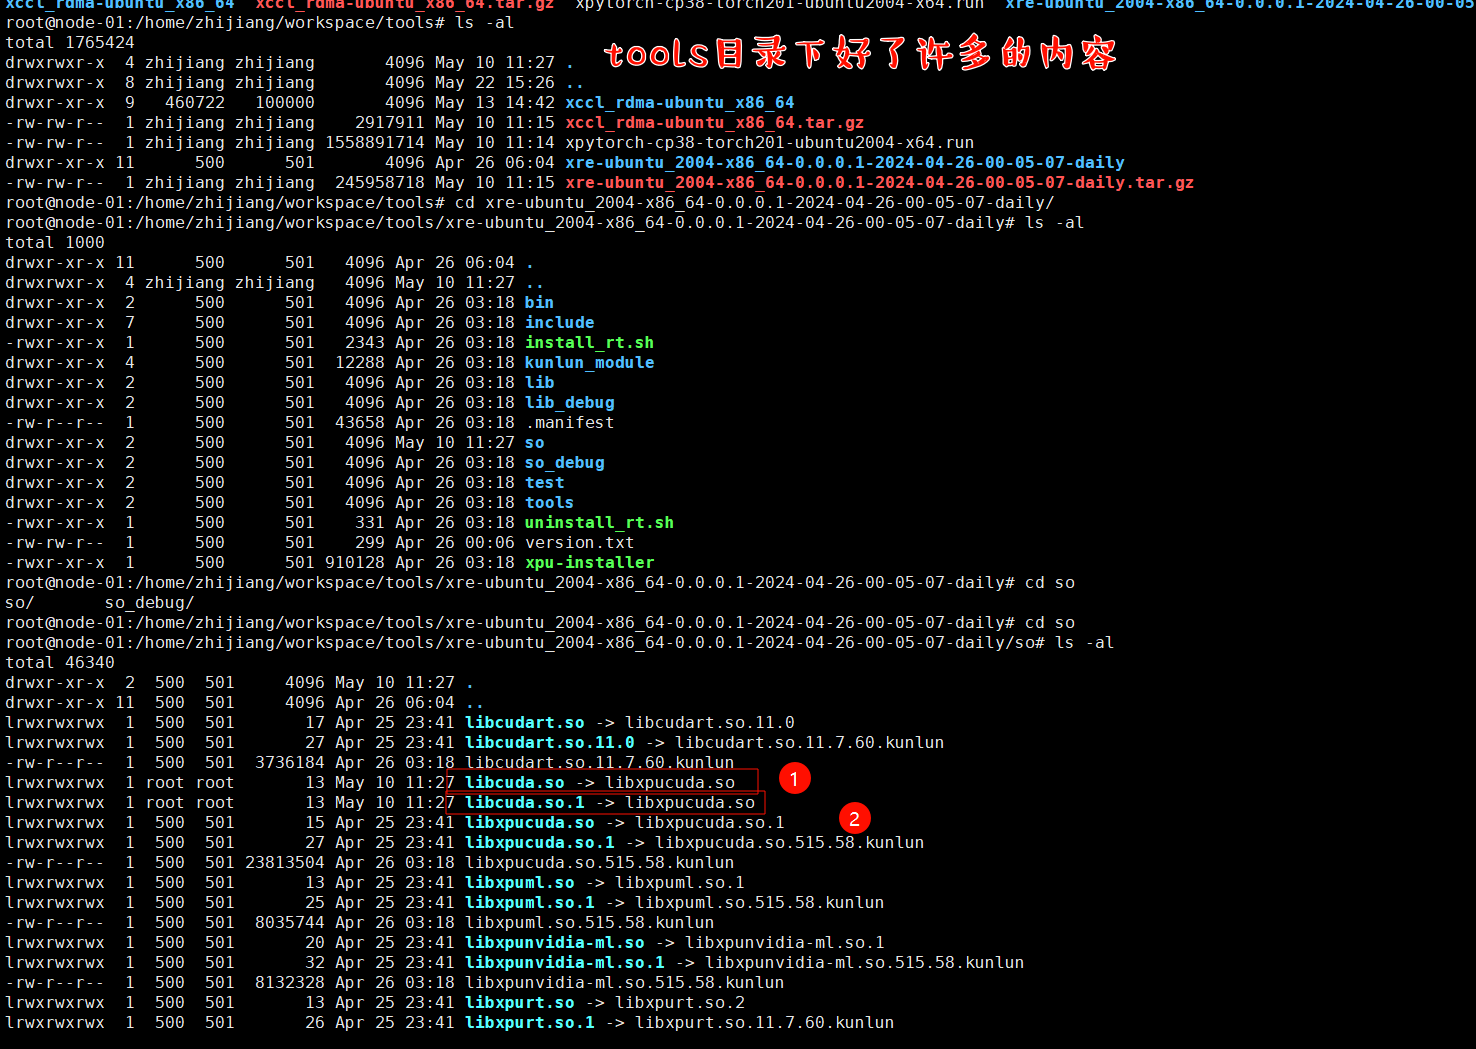 xccl_rdma-ubuntu_x86_64  xccl_rdma-ubuntu_x86_64.tar.gz  xpytorch-cp38-torch201-ubuntu2004-x64.run  xre-ubuntu_2004-x86_64-0.0.0.1-2024-04-26-00-05
root@node-01:/home/zhijiang/workspace/tools# ls -al
total 1765424
tools目录下好了许多的内容
drwxrwxr-x  4 zhijiang zhijiang       4096 May 10 11:27 .
drwxrwxr-x  8 zhijiang zhijiang       4096 May 22 15:26 ..
drwxr-xr-x  9   460722   100000       4096 May 13 14:42 xccl_rdma-ubuntu_x86_64
-rw-rw-r--  1 zhijiang zhijiang    2917911 May 10 11:15 xccl_rdma-ubuntu_x86_64.tar.gz
-rw-rw-r--  1 zhijiang zhijiang 1558891714 May 10 11:14 xpytorch-cp38-torch201-ubuntu2004-x64.run
drwxr-xr-x 11      500      501       4096 Apr 26 06:04 xre-ubuntu_2004-x86_64-0.0.0.1-2024-04-26-00-05-07-daily
-rw-rw-r--  1 zhijiang zhijiang  245958718 May 10 11:15 xre-ubuntu_2004-x86_64-0.0.0.1-2024-04-26-00-05-07-daily.tar.gz
root@node-01:/home/zhijiang/workspace/tools# cd xre-ubuntu_2004-x86_64-0.0.0.1-2024-04-26-00-05-07-daily/
root@node-01:/home/zhijiang/workspace/tools/xre-ubuntu_2004-x86_64-0.0.0.1-2024-04-26-00-05-07-daily# ls -al
total 1000
drwxr-xr-x 11      500      501   4096 Apr 26 06:04 .
drwxrwxr-x  4 zhijiang zhijiang   4096 May 10 11:27 ..
drwxr-xr-x  2      500      501   4096 Apr 26 03:18 bin
drwxr-xr-x  7      500      501   4096 Apr 26 03:18 include
-rwxr-xr-x  1      500      501   2343 Apr 26 03:18 install_rt.sh
drwxr-xr-x  4      500      501  12288 Apr 26 03:18 kunlun_module
drwxr-xr-x  2      500      501   4096 Apr 26 03:18 lib
drwxr-xr-x  2      500      501   4096 Apr 26 03:18 lib_debug
-rw-r--r--  1      500      501  43658 Apr 26 03:18 .manifest
drwxr-xr-x  2      500      501   4096 May 10 11:27 so
drwxr-xr-x  2      500      501   4096 Apr 26 03:18 so_debug
drwxr-xr-x  2      500      501   4096 Apr 26 03:18 test
drwxr-xr-x  2      500      501   4096 Apr 26 03:18 tools
-rwxr-xr-x  1      500      501    331 Apr 26 03:18 uninstall_rt.sh
-rw-rw-r--  1      500      501    299 Apr 26 00:06 version.txt
-rwxr-xr-x  1      500      501 910128 Apr 26 03:18 xpu-installer
root@node-01:/home/zhijiang/workspace/tools/xre-ubuntu_2004-x86_64-0.0.0.1-2024-04-26-00-05-07-daily# cd so
so/       so_debug/
root@node-01:/home/zhijiang/workspace/tools/xre-ubuntu_2004-x86_64-0.0.0.1-2024-04-26-00-05-07-daily# cd so
root@node-01:/home/zhijiang/workspace/tools/xre-ubuntu_2004-x86_64-0.0.0.1-2024-04-26-00-05-07-daily/so# ls -al
total 46340
drwxr-xr-x  2  500  501     4096 May 10 11:27 .
drwxr-xr-x 11  500  501     4096 Apr 26 06:04 ..
lrwxrwxrwx  1  500  501       17 Apr 25 23:41 libcudart.so -> libcudart.so.11.0
lrwxrwxrwx  1  500  501       27 Apr 25 23:41 libcudart.so.11.0 -> libcudart.so.11.7.60.kunlun
-rw-r--r--  1  500  501  3736184 Apr 26 03:18 libcudart.so.11.7.60.kunlun
lrwxrwxrwx  1 root root       13 May 10 11:27 libcuda.so -> libxpucuda.so  1
lrwxrwxrwx  1 root root       13 May 10 11:27 libcuda.so.1 -> libxpucuda.so
lrwxrwxrwx  1  500  501       15 Apr 25 23:41 libxpucuda.so -> libxpucuda.so.1  2
lrwxrwxrwx  1  500  501       27 Apr 25 23:41 libxpucuda.so.1 -> libxpucuda.so.515.58.kunlun
-rw-r--r--  1  500  501 23813504 Apr 26 03:18 libxpucuda.so.515.58.kunlun
lrwxrwxrwx  1  500  501       13 Apr 25 23:41 libxpuml.so -> libxpuml.so.1
lrwxrwxrwx  1  500  501       25 Apr 25 23:41 libxpuml.so.1 -> libxpuml.so.515.58.kunlun
-rw-r--r--  1  500  501  8035744 Apr 26 03:18 libxpuml.so.515.58.kunlun
lrwxrwxrwx  1  500  501       20 Apr 25 23:41 libxpunvidia-ml.so -> libxpunvidia-ml.so.1
lrwxrwxrwx  1  500  501       32 Apr 25 23:41 libxpunvidia-ml.so.1 -> libxpunvidia-ml.so.515.58.kunlun
-rw-r--r--  1  500  501  8132328 Apr 26 03:18 libxpunvidia-ml.so.515.58.kunlun
lrwxrwxrwx  1  500  501       13 Apr 25 23:41 libxpurt.so -> libxpurt.so.2
lrwxrwxrwx  1  500  501       26 Apr 25 23:41 libxpurt.so.1 -> libxpurt.so.11.7.60.kunlun